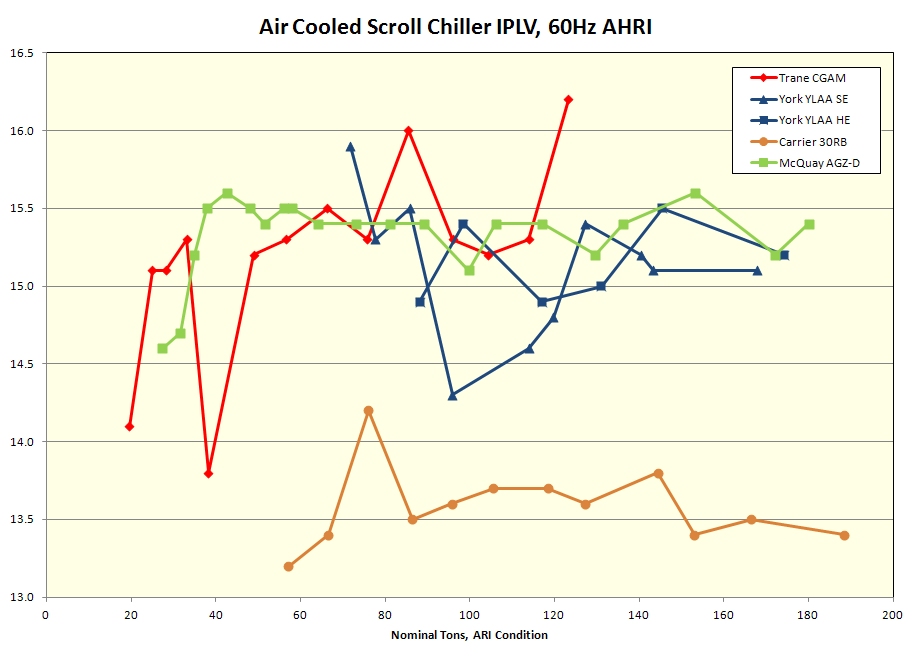 Air Cooled Scroll Chiller IPLV, 60Hz AHRI
16.5
16.0
15.5
15.0
14.5
14.0
13.5
13.0
Trane CGAM
York YLAA SE
York YLAA HE
Carrier 30RB
McQuay AGZ-D
0 20 40 60 80 100 120 140 160 180 200
Nominal Tons, ARI Condition